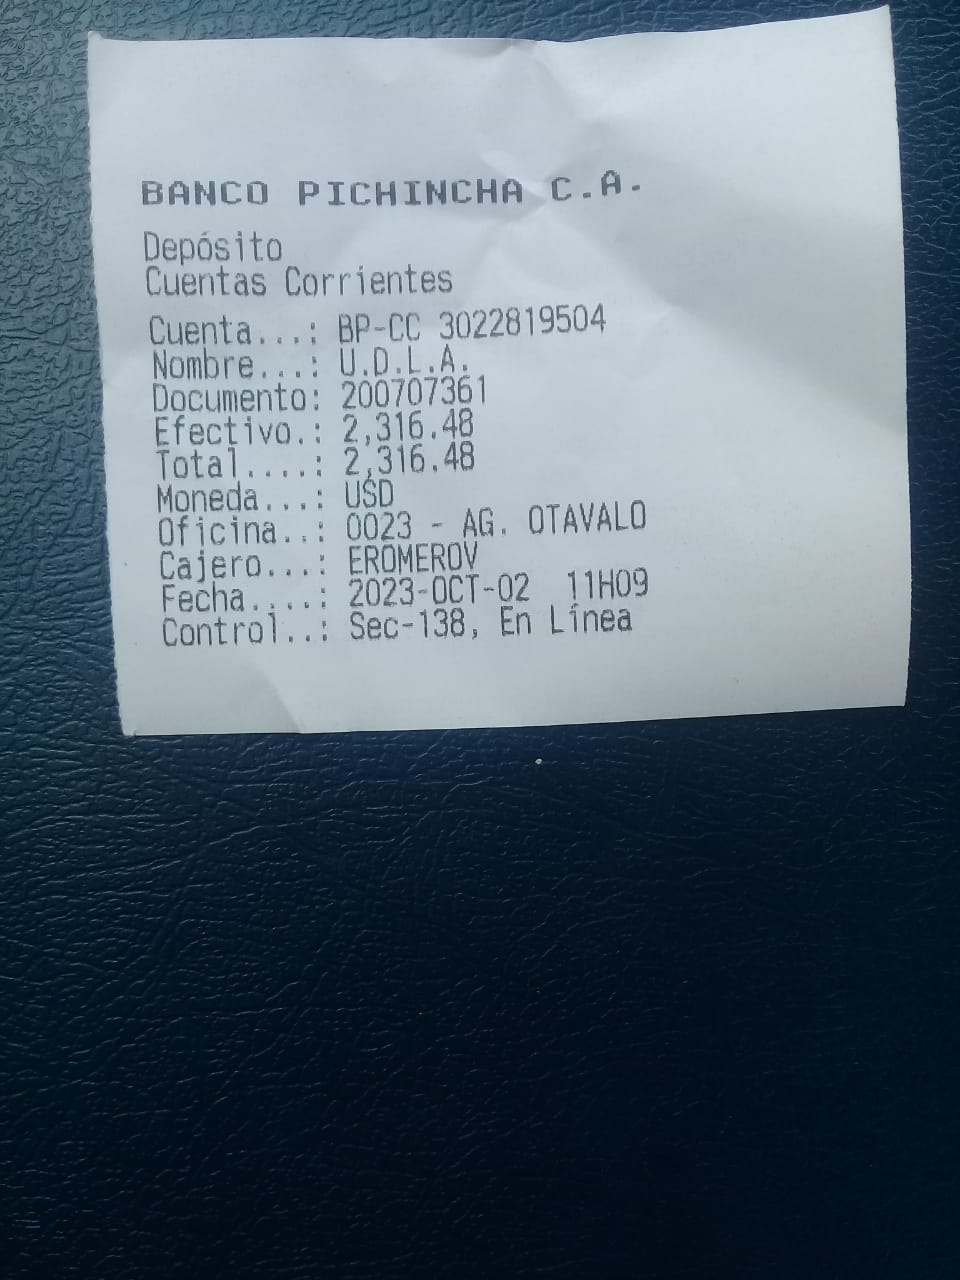 BANCO PICHINCHA C.A.
Depósito
Cuentas Corrientes
Cuenta...: BP-CC 3022819504
Nombre...: U.D.L.A.
Documento: 200707361
Efectivo.: 2,316.48
Total....: 2,316.48
Moneda...: USD
Oficina..: 0023 - AG. OTAVALO
Cajero...: EROMEROV
Fecha....: 2023-OCT-02 11H09
Control..: Sec-138, En Línea